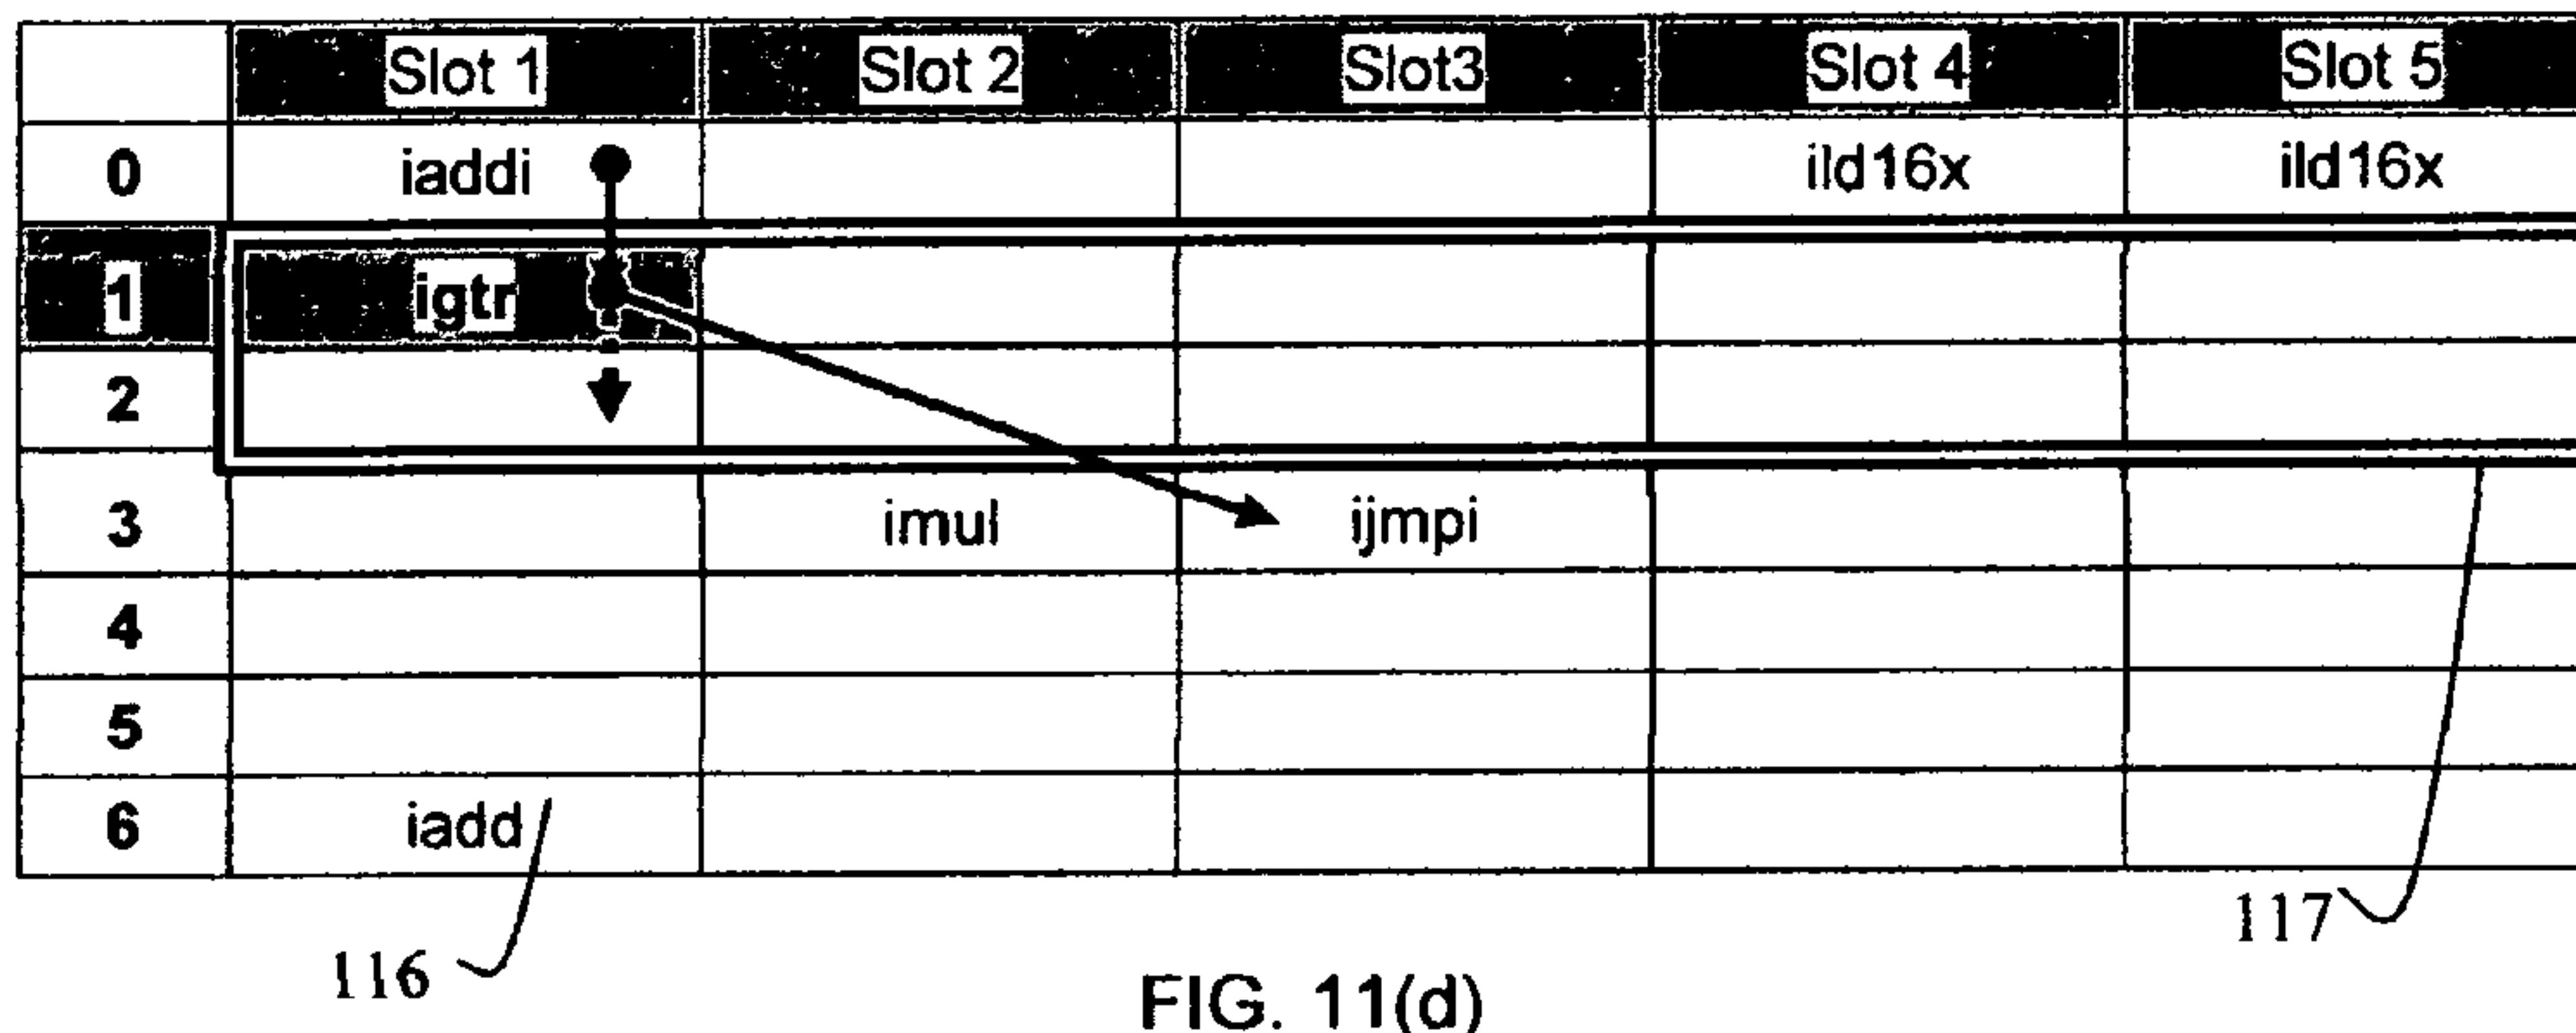 Slot 1 Slot 2 Slot3 Slot 4 Slot 5
0 iaddi ild16x ild16x
1 igtr
2
3 imul ijmpi
4
5
6 iadd
116 117
FIG. 11(d)